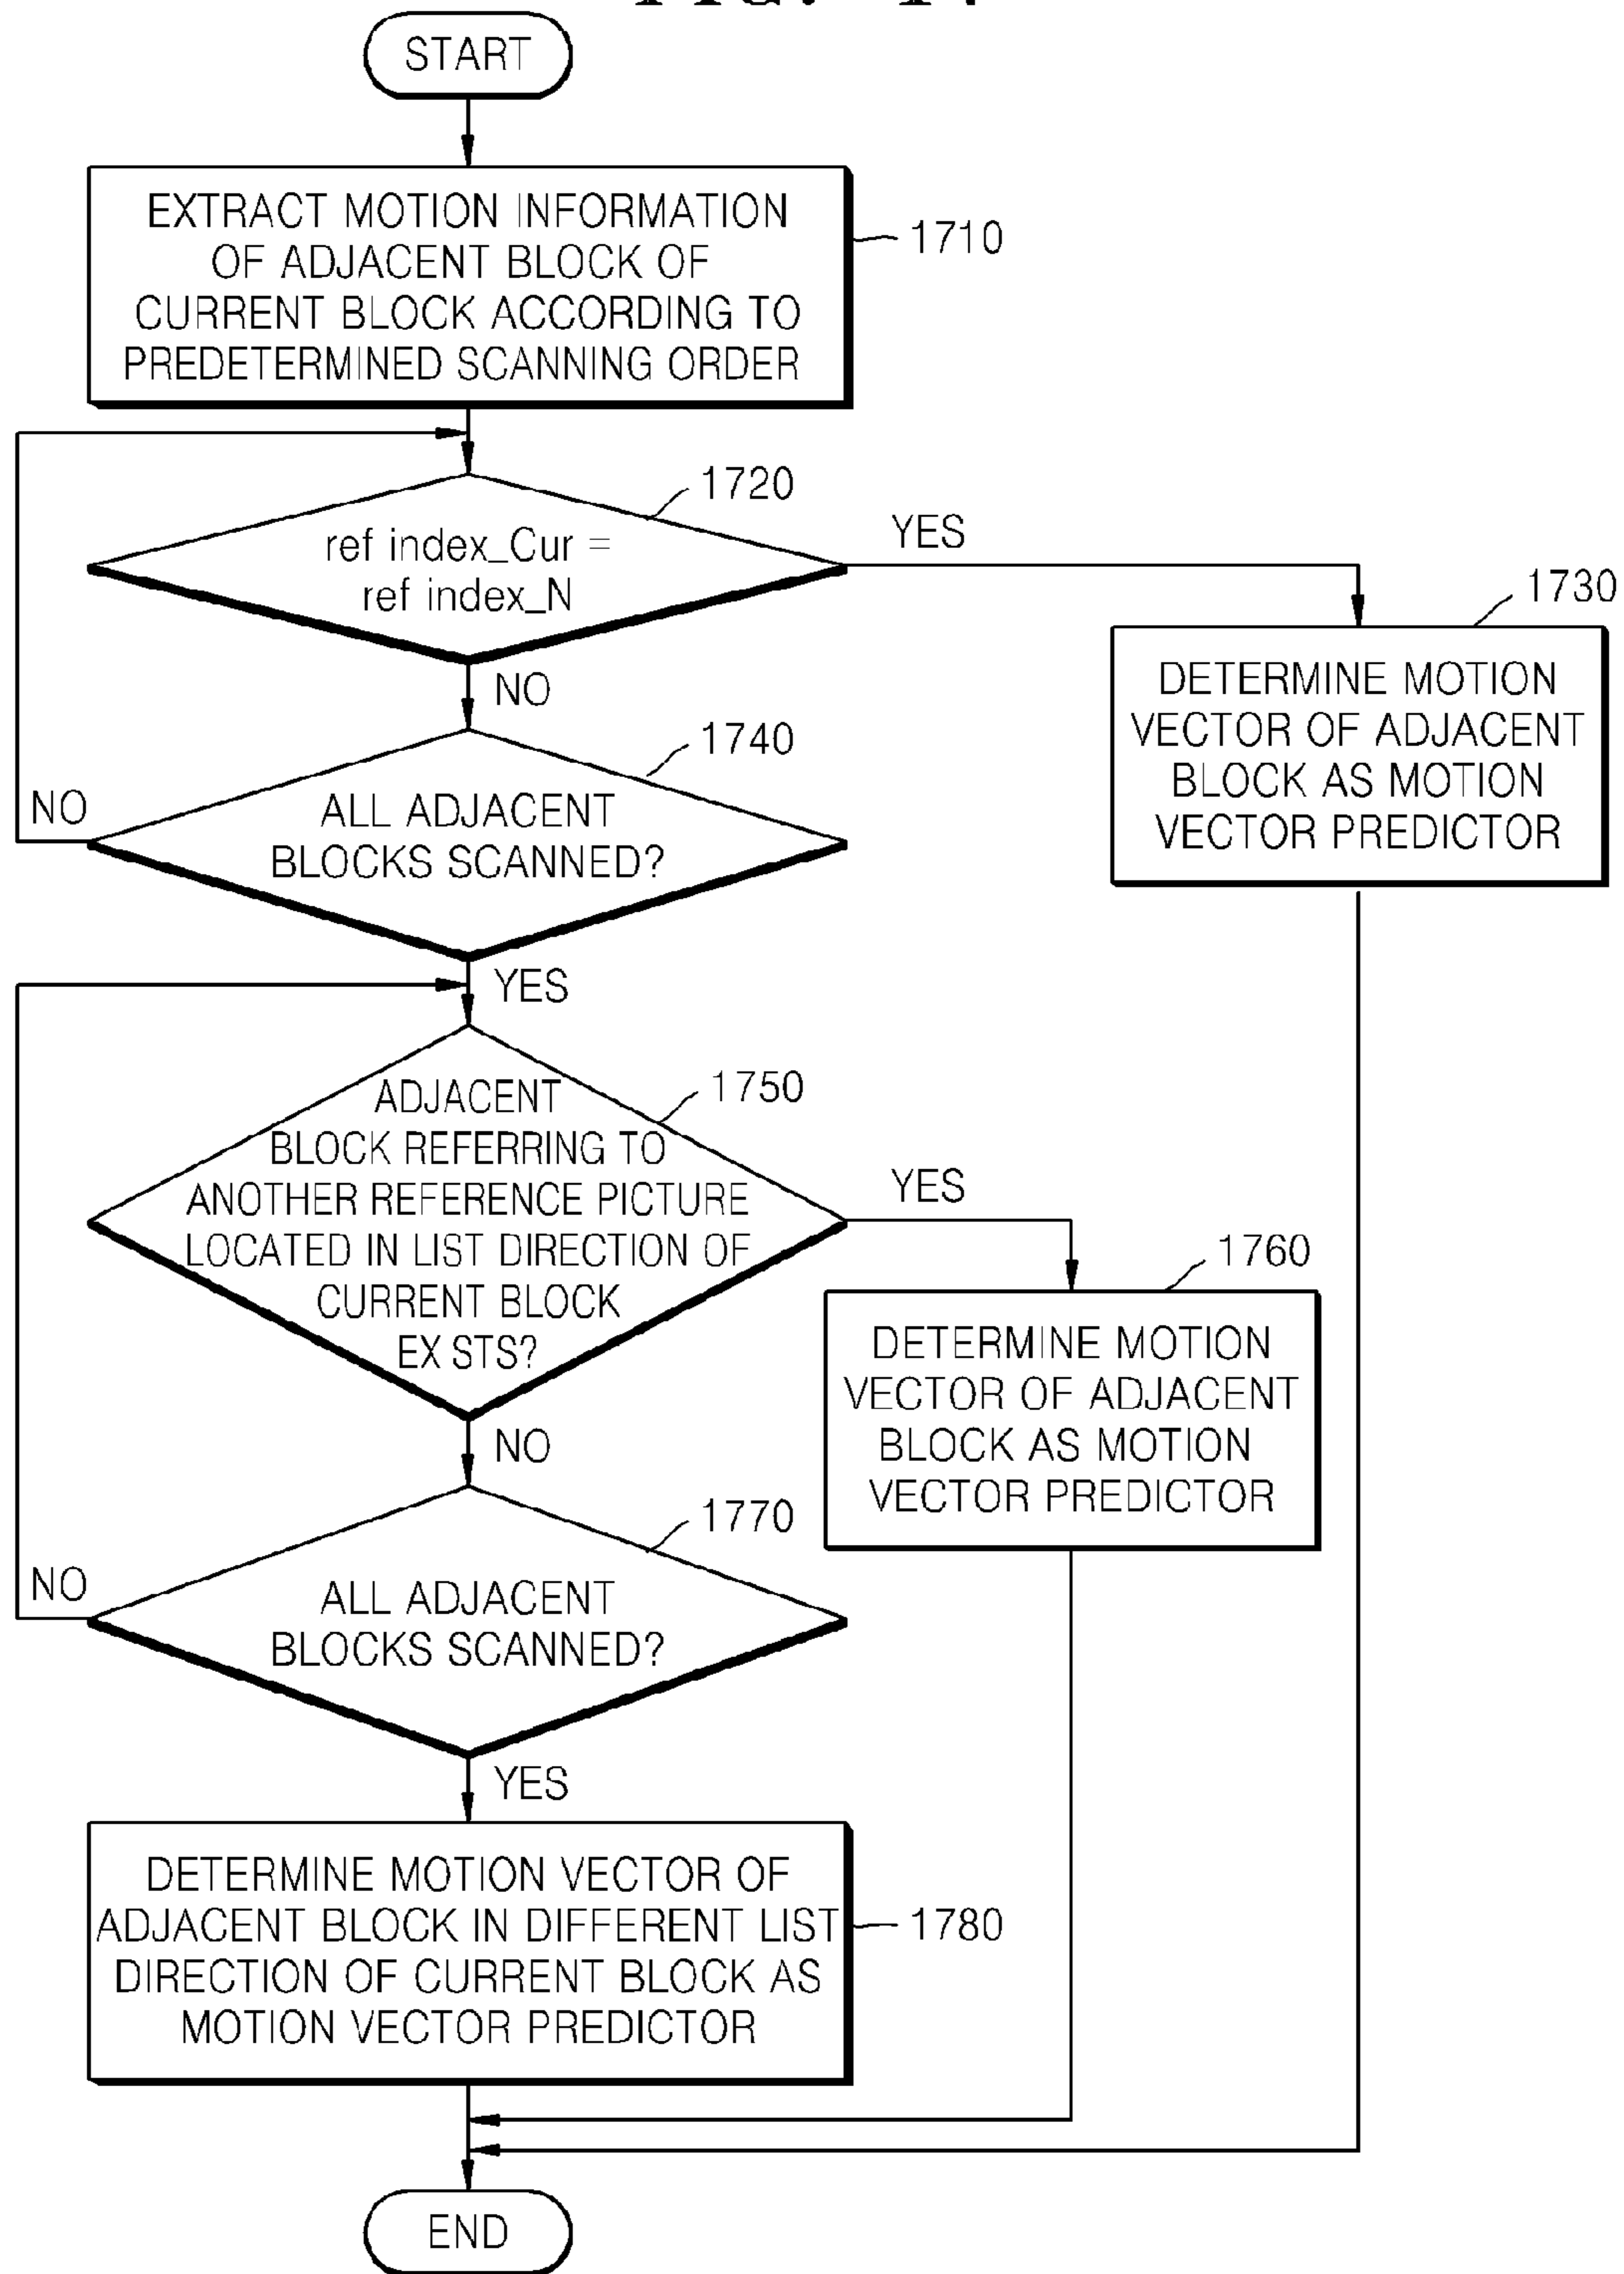 START
EXTRACT MOTION INFORMATION
OF ADJACENT BLOCK OF
CURRENT BLOCK ACCORDING TO
PREDETERMINED SCANNING ORDER
1710
1720
ref index_Cur =
ref index_N
YES
1730
DETERMINE MOTION
VECTOR OF ADJACENT
BLOCK AS MOTION
VECTOR PREDICTOR
NO
1740
NO
ALL ADJACENT
BLOCKS SCANNED?
YES
1750
ADJACENT
BLOCK REFERRING TO
ANOTHER REFERENCE PICTURE
LOCATED IN LIST DIRECTION OF
CURRENT BLOCK
EX STS?
YES
1760
DETERMINE MOTION
VECTOR OF ADJACENT
BLOCK AS MOTION
VECTOR PREDICTOR
NO
1770
NO
ALL ADJACENT
BLOCKS SCANNED?
YES
DETERMINE MOTION VECTOR OF
ADJACENT BLOCK IN DIFFERENT LIST
DIRECTION OF CURRENT BLOCK AS
MOTION VECTOR PREDICTOR
1780
END